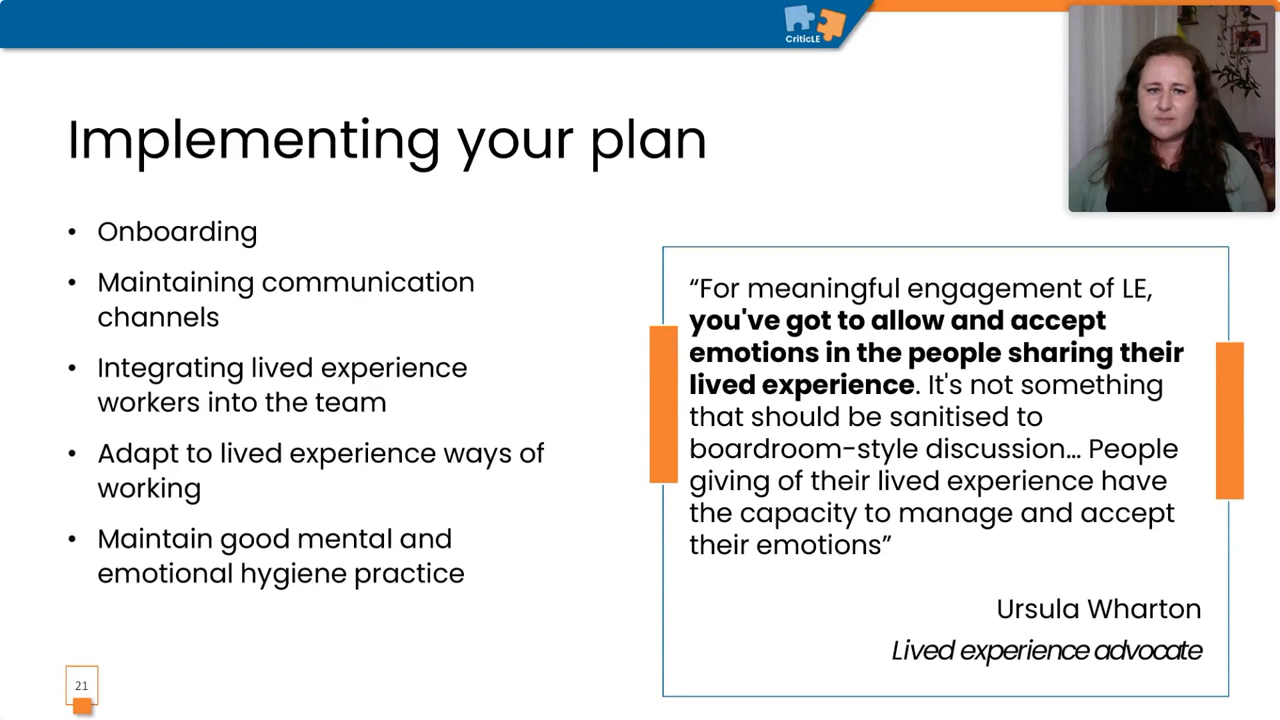 CriticLE
Implementing your plan
• Onboarding
• Maintaining communication
channels
• Integrating lived experience
workers into the team
• Adapt to lived experience ways of
working
• Maintain good mental and
emotional hygiene practice
“For meaningful engagement of LE,
you've got to allow and accept
emotions in the people sharing their
lived experience. It's not something
that should be sanitised to
boardroom-style discussion… People
giving of their lived experience have
the capacity to manage and accept
their emotions”
Ursula Wharton
Lived experience advocate
21